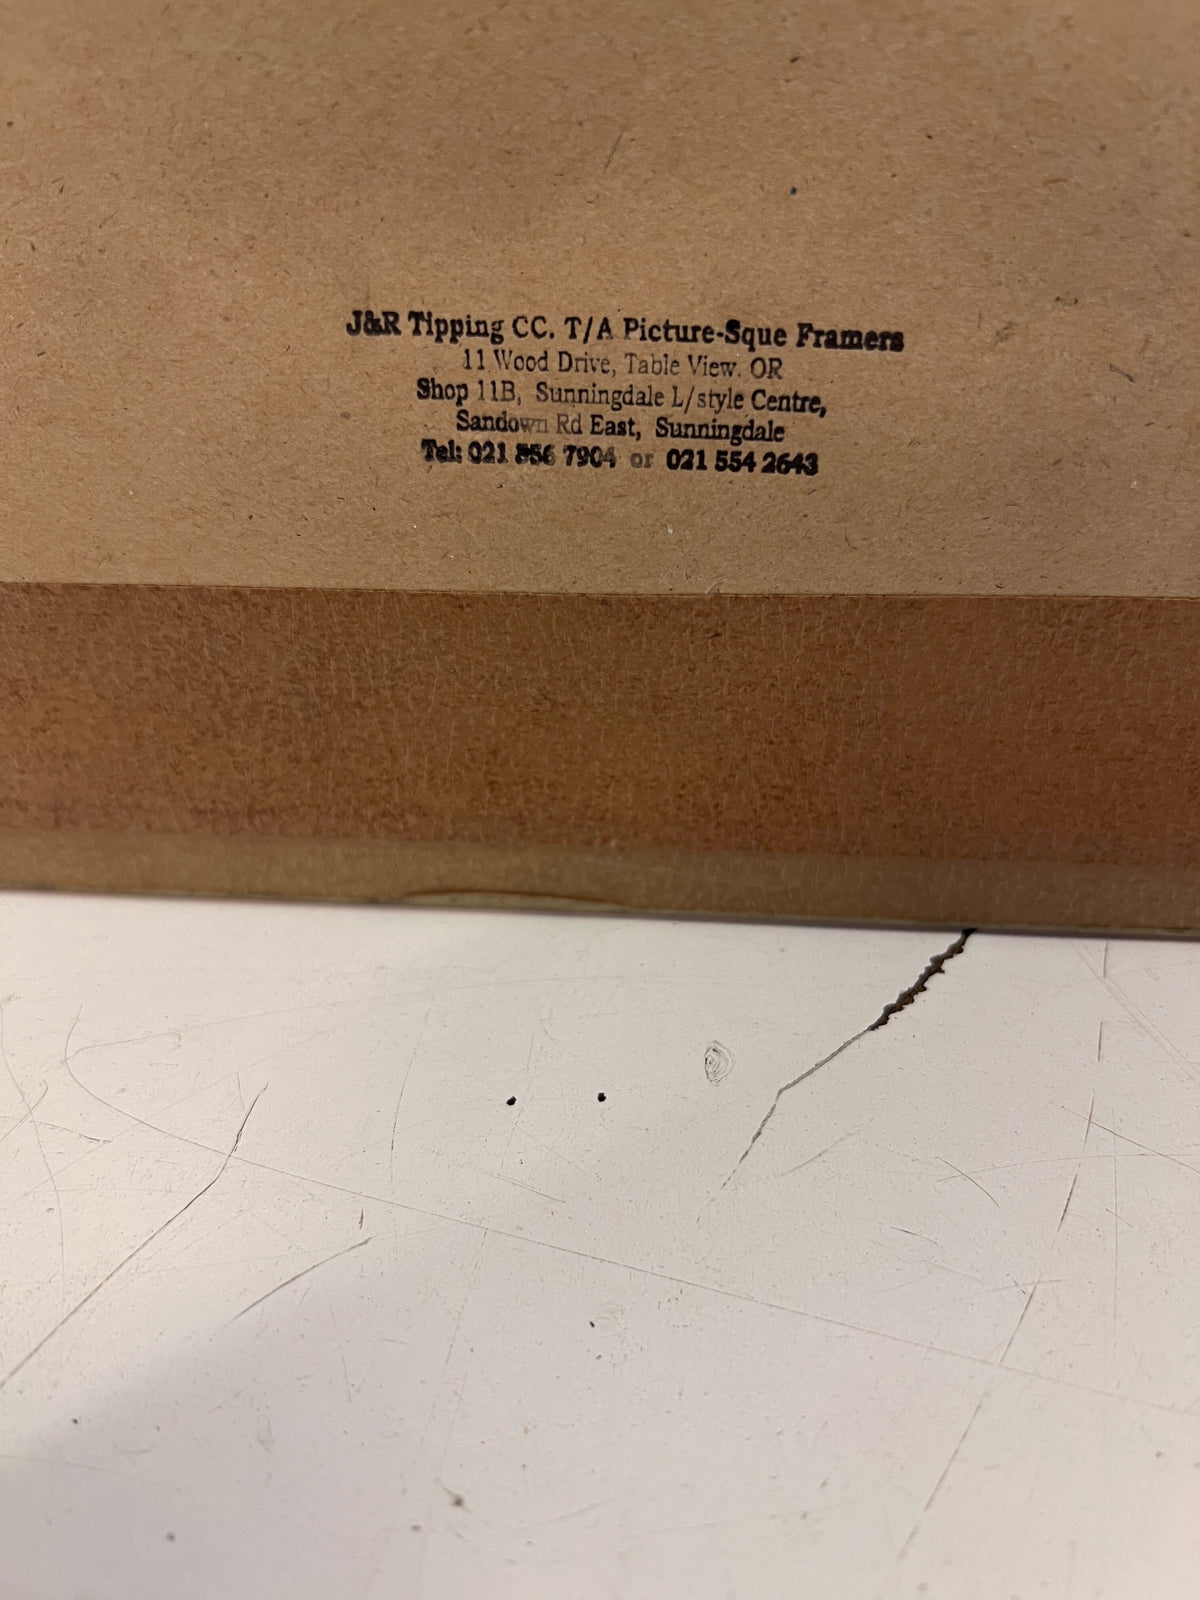 J&R Tipping CC. T/A Picture-Sque Framers
11 Wood Drive, Table View. OR
Shop 11B, Sunningdale L/style Centre,
Sandown Rd East, Sunningdale
Tel: 021 556 7904 or 021 554 2643